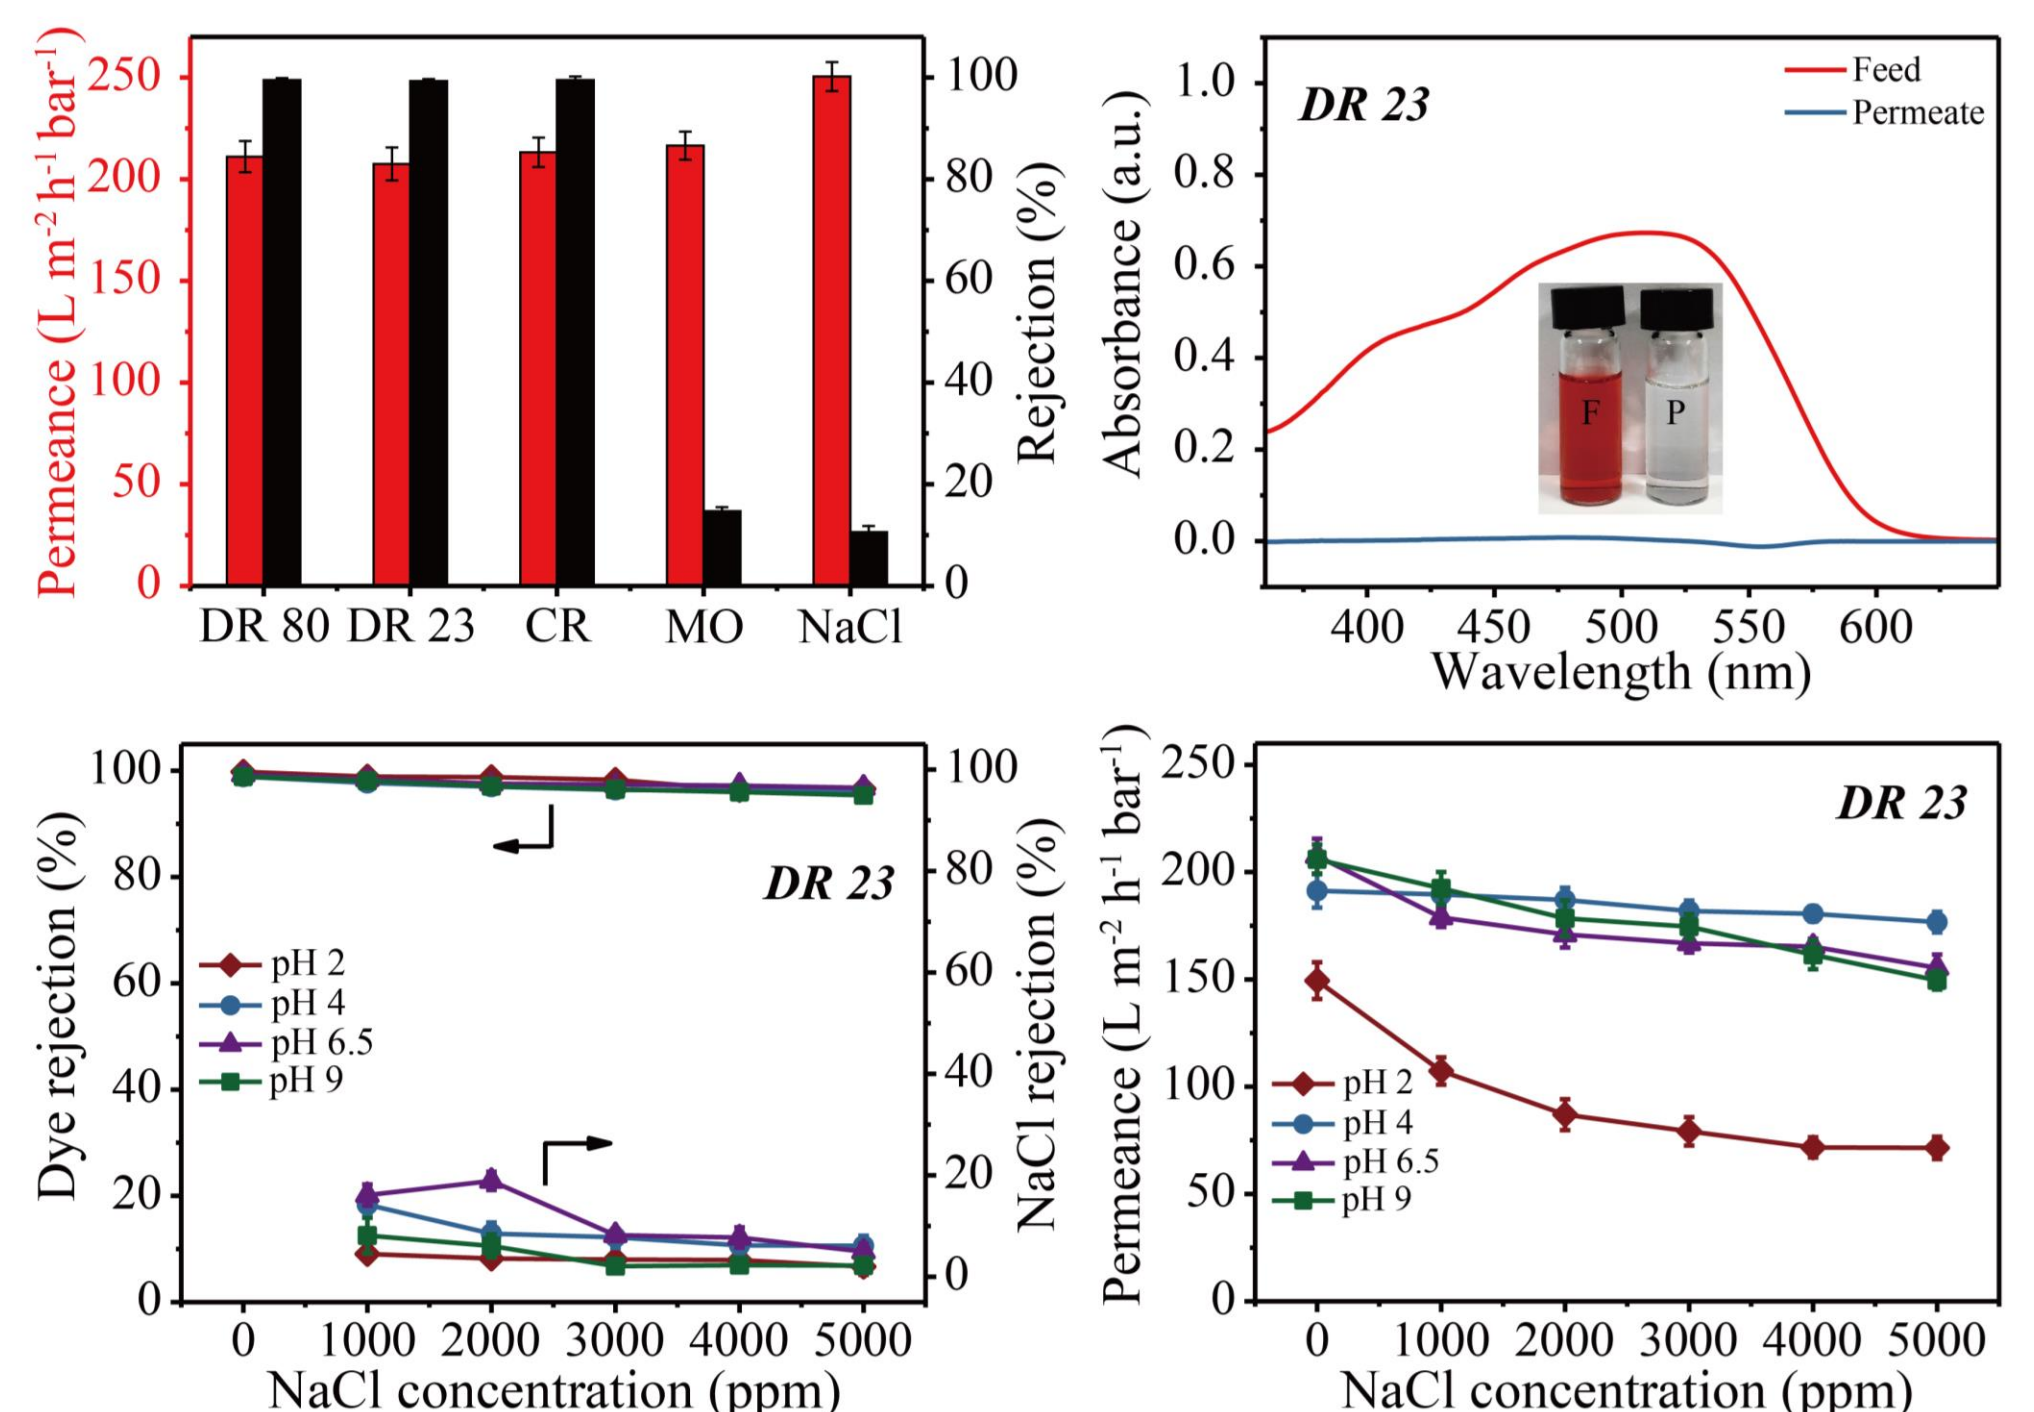 Permeance (L m⁻² h⁻¹ bar⁻¹)
250
200
150
100
50
0
100
80
60
40
20
0
Rejection (%)
DR 80 DR 23 CR MO NaCl
Absorbance (a.u.)
1.0
0.8
0.6
0.4
0.2
0.0
DR 23
Feed
Permeate
F P
400 450 500 550 600
Wavelength (nm)
Dye rejection (%)
100
80
60
40
20
0
DR 23
pH 2
pH 4
pH 6.5
pH 9
100
80
60
40
20
0
NaCl rejection (%)
0 1000 2000 3000 4000 5000
NaCl concentration (ppm)
Permeance (L m⁻² h⁻¹ bar⁻¹)
250
200
150
100
50
0
DR 23
pH 2
pH 4
pH 6.5
pH 9
0 1000 2000 3000 4000 5000
NaCl concentration (ppm)